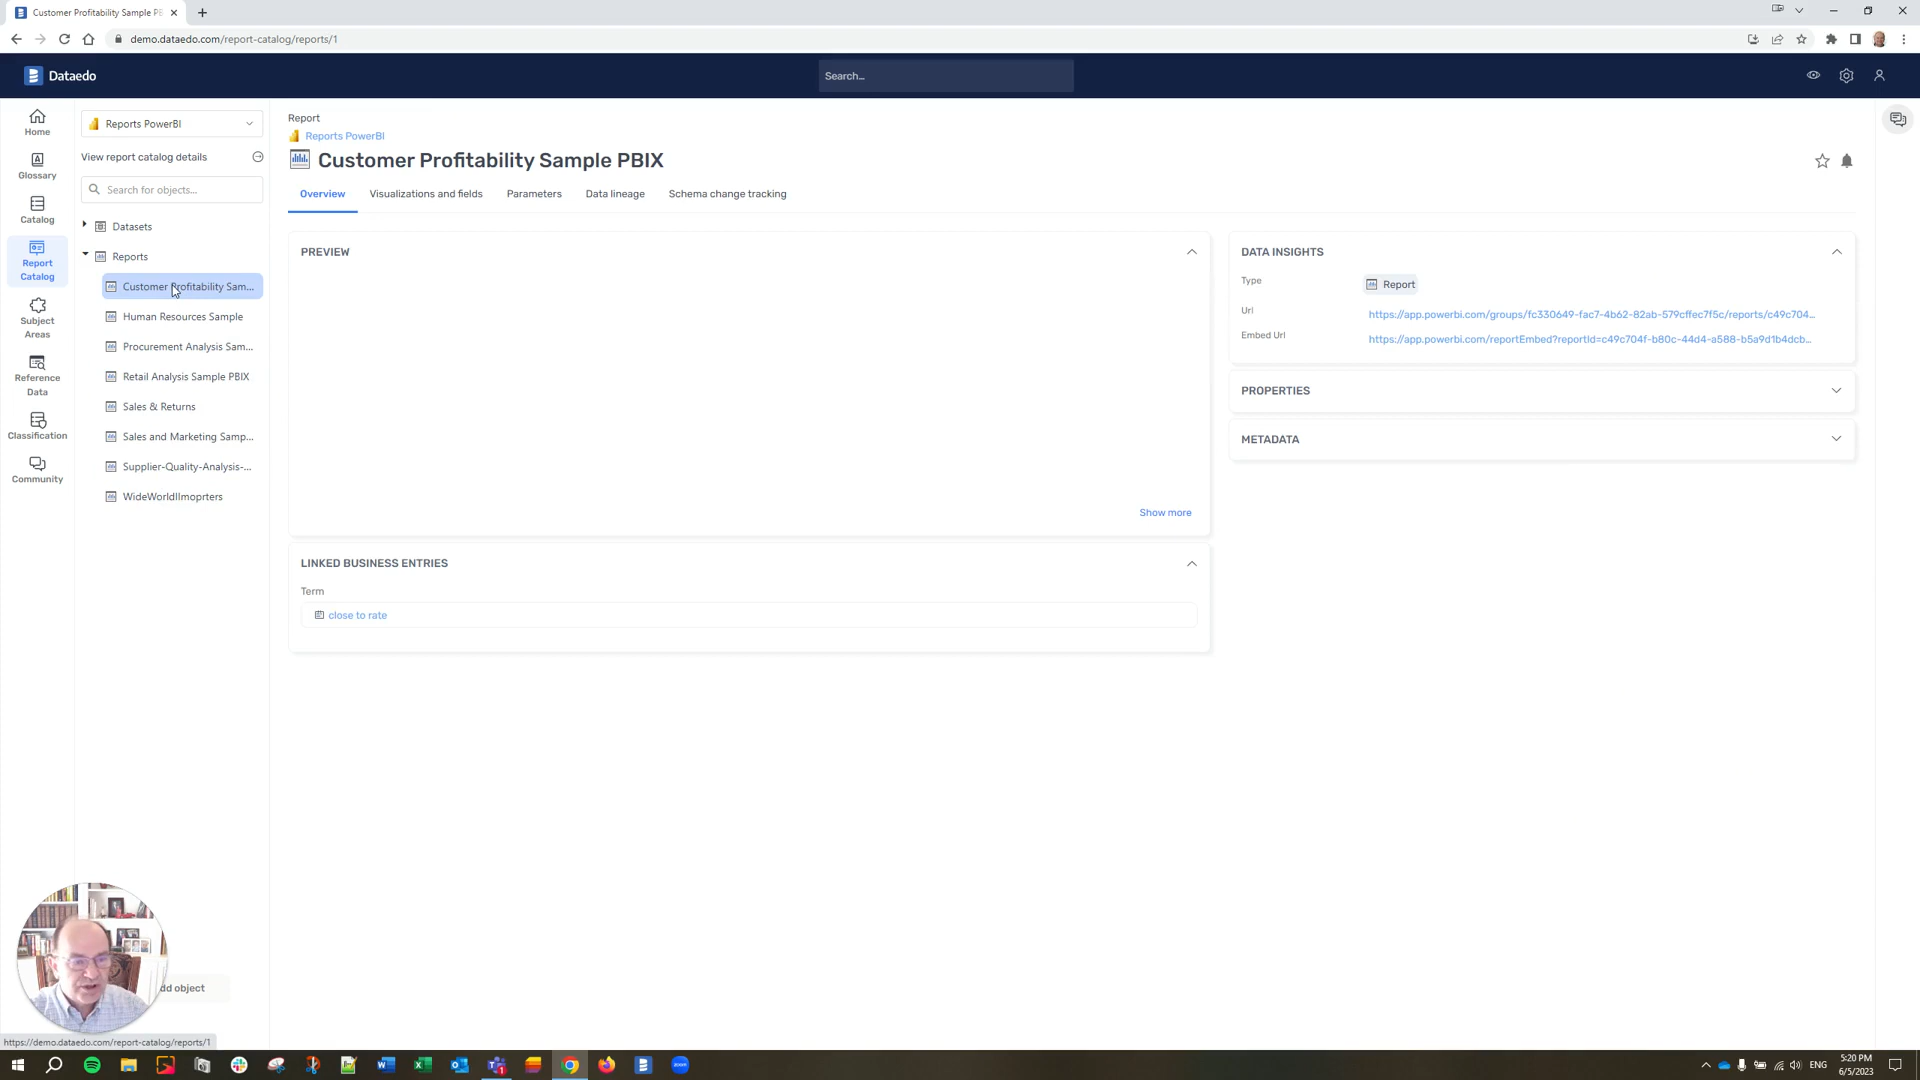 Customer Profitability Sample PB
demo.dataedo.com/report-catalog/reports/1
Dataedo
Search...
Home
Glossary
Catalog
Report
Catalog
Subject
Areas
Reference
Data
Classification
Community
Reports PowerBI
View report catalog details
Search for objects...
Datasets
Reports
Customer Profitability Sam...
Human Resources Sample
Procurement Analysis Sam...
Retail Analysis Sample PBIX
Sales & Returns
Sales and Marketing Samp...
Supplier-Quality-Analysis-...
WideWorldIImoprters
dd object
Report
Reports PowerBI
Customer Profitability Sample PBIX
Overview Visualizations and fields Parameters Data lineage Schema change tracking
PREVIEW
Show more
LINKED BUSINESS ENTRIES
Term
close to rate
DATA INSIGHTS
Type Report
Url https://app.powerbi.com/groups/fc330649-fac7-4b62-82ab-579cffec7f5c/reports/c49c704...
Embed Url https://app.powerbi.com/reportEmbed?reportId=c49c704f-b80c-44d4-a588-b5a9d1b4dcb...
PROPERTIES
METADATA
https://demo.dataedo.com/report-catalog/reports/1
ENG
5:20 PM
6/5/2023